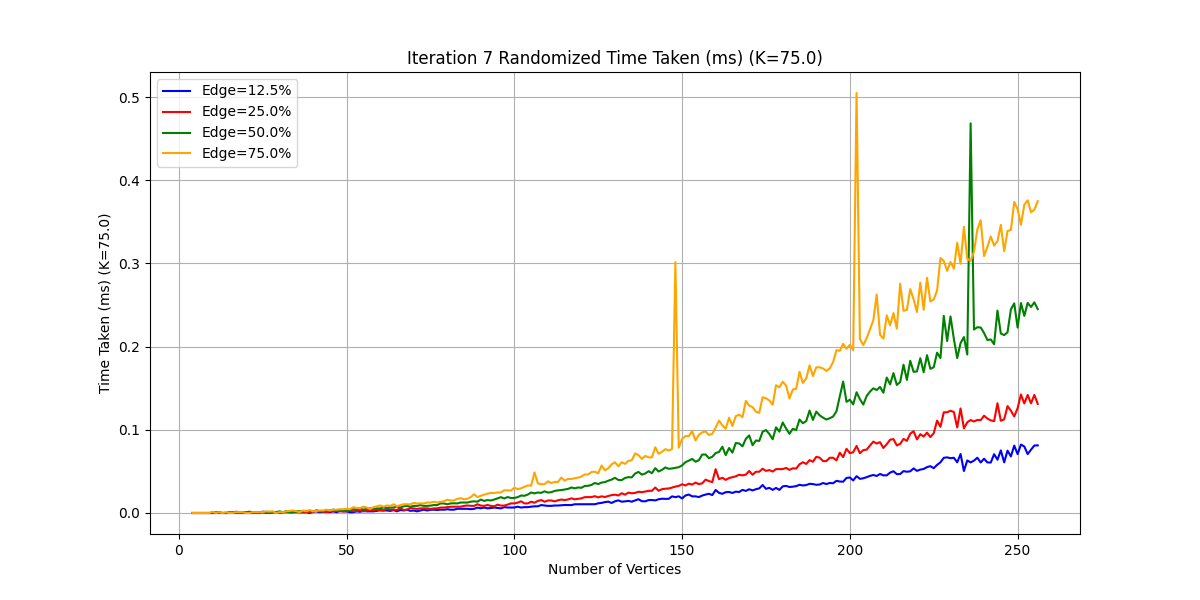 Iteration 7 Randomized Time Taken (ms) (K=75.0)
Edge=12.5%
Edge=25.0%
Edge=50.0%
Edge=75.0%
Time Taken (ms) (K=75.0)
0.5
0.4
0.3
0.2
0.1
0.0
0 50 100 150 200 250
Number of Vertices